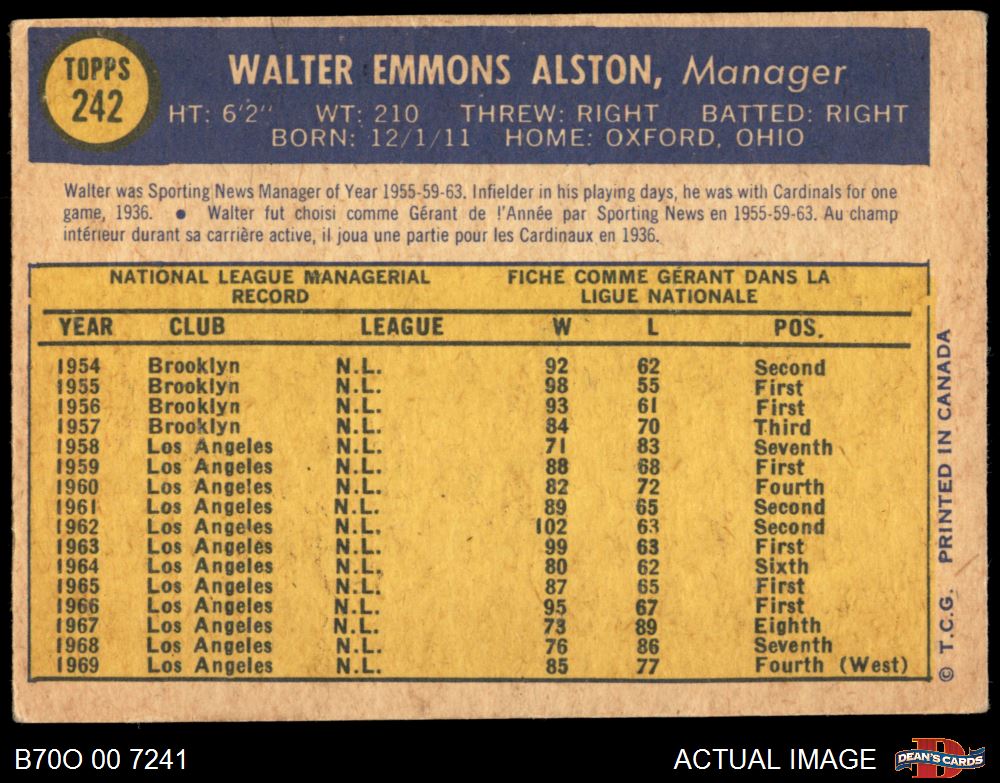 TOPPS
242
WALTER EMMONS ALSTON, Manager
HT: 6'2" WT: 210 THREW: RIGHT BATTED: RIGHT
BORN: 12/1/11 HOME: OXFORD, OHIO
Walter was Sporting News Manager of Year 1955-59-63. Infielder in his playing days, he was with Cardinals for one
game, 1936. ● Walter fut choisi comme Gérant de l'Année par Sporting News en 1955-59-63. Au champ
intérieur durant sa carrière active, il joua une partie pour les Cardinaux en 1936.
NATIONAL LEAGUE MANAGERIAL
RECORD
FICHE COMME GÉRANT DANS LA
LIGUE NATIONALE
YEAR CLUB LEAGUE W L POS.
1954 Brooklyn N.L. 92 62 Second
1955 Brooklyn N.L. 98 55 First
1956 Brooklyn N.L. 93 61 First
1957 Brooklyn N.L. 84 70 Third
1958 Los Angeles N.L. 71 83 Seventh
1959 Los Angeles N.L. 88 68 First
1960 Los Angeles N.L. 82 72 Fourth
1961 Los Angeles N.L. 89 65 Second
1962 Los Angeles N.L. 102 63 Second
1963 Los Angeles N.L. 99 63 First
1964 Los Angeles N.L. 80 62 Sixth
1965 Los Angeles N.L. 87 65 First
1966 Los Angeles N.L. 95 67 First
1967 Los Angeles N.L. 73 89 Eighth
1968 Los Angeles N.L. 76 86 Seventh
1969 Los Angeles N.L. 85 77 Fourth (West)
© T.C.G. PRINTED IN CANADA
B70O 00 7241
ACTUAL IMAGE
D
DEAN'S CARDS